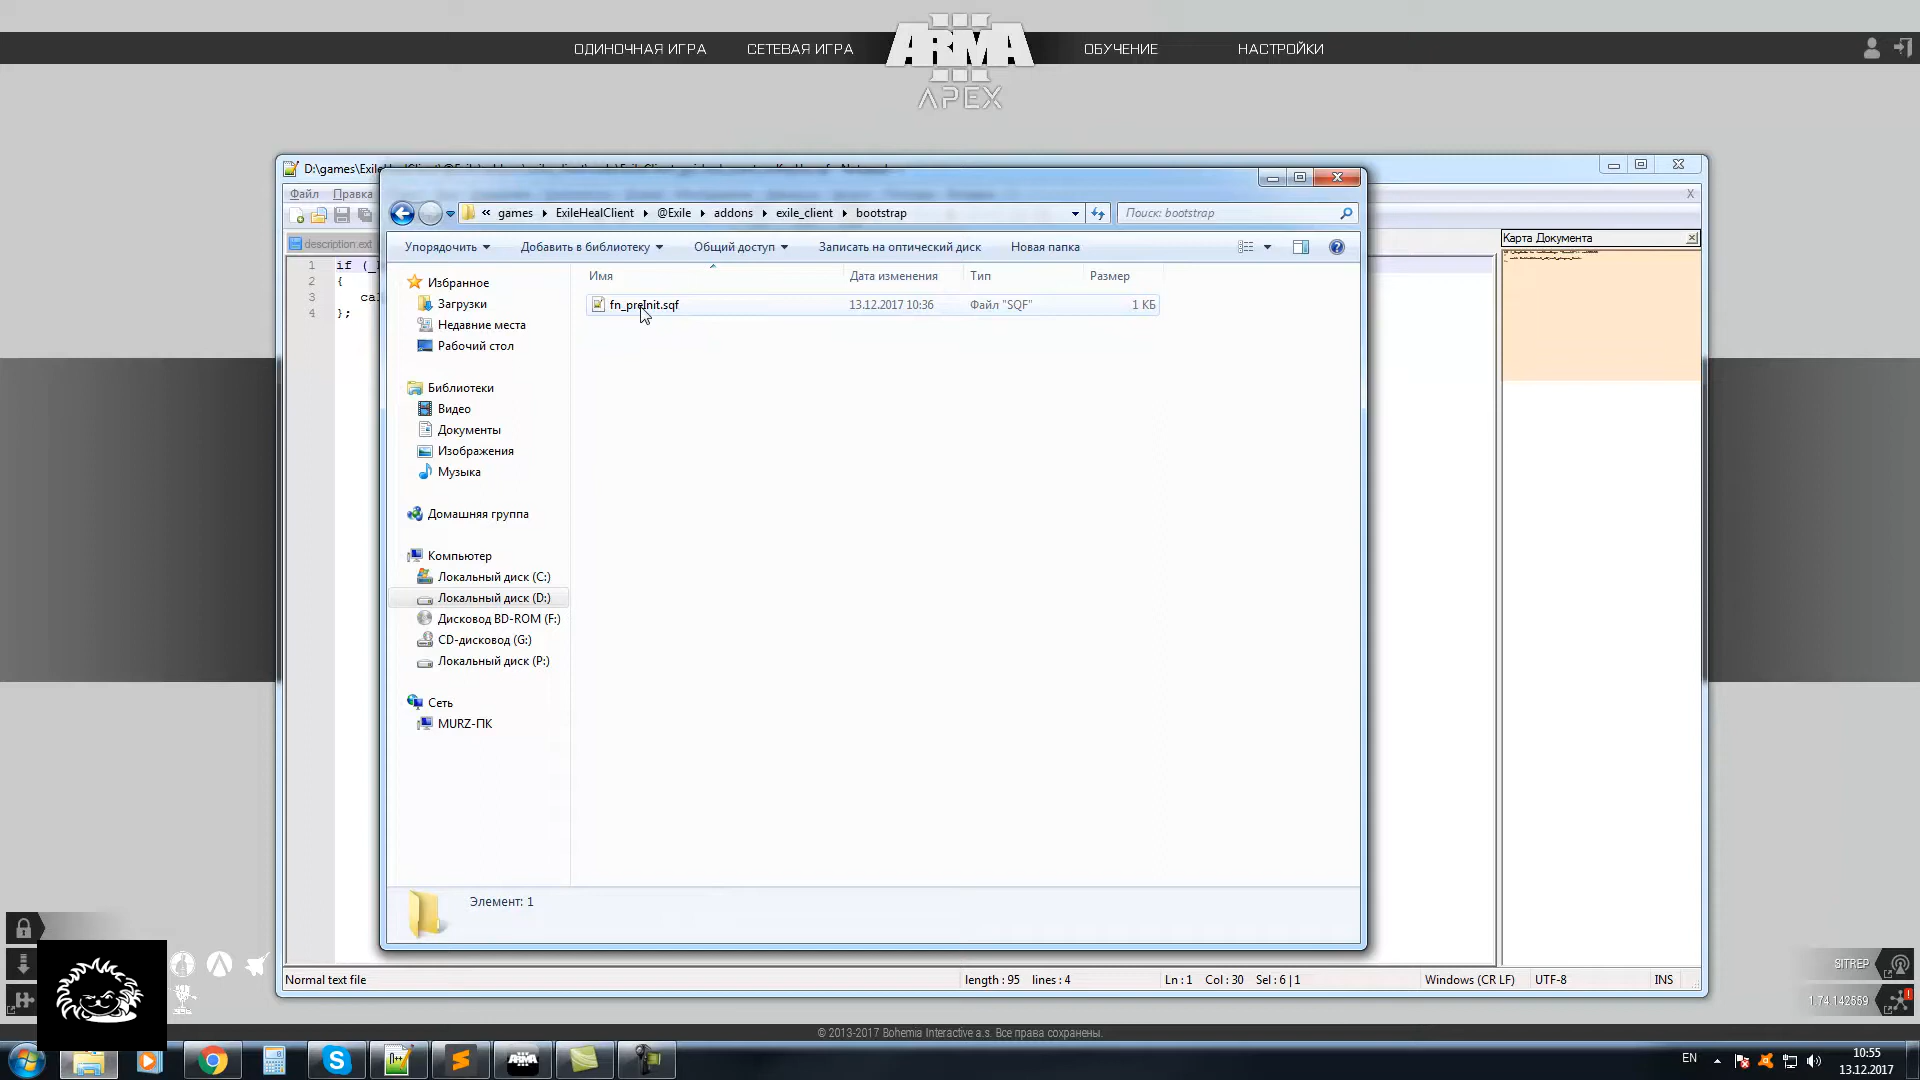 ОДИНОЧНАЯ ИГРА
СЕТЕВАЯ ИГРА
ARMA III
APEX
ОБУЧЕНИЕ
НАСТРОЙКИ
D:\games\Exile
Файл Правка
X
description.ext
1 if (_
2 {
3 ca
4 };
« games ExileHealClient @Exile addons exile_client bootstrap
Поиск: bootstrap
Упорядочить Добавить в библиотеку Общий доступ Записать на оптический диск Новая папка
Имя Дата изменения Тип Размер
fn_preInit.sqf 13.12.2017 10:36 Файл "SQF" 1 КБ
Избранное
Загрузки
Недавние места
Рабочий стол
Библиотеки
Видео
Документы
Изображения
Музыка
Домашняя группа
Компьютер
Локальный диск (C:)
Локальный диск (D:)
Дисковод BD-ROM (F:)
CD-дисковод (G:)
Локальный диск (P:)
Сеть
MURZ-ПК
Элемент: 1
Карта Документа
Normal text file length : 95 lines : 4 Ln : 1 Col : 30 Sel : 6 | 1 Windows (CR LF) UTF-8 INS
SITREP
1.74.142559
© 2013-2017 Bohemia Interactive a.s. Все права сохранены.
EN
10:55
13.12.2017